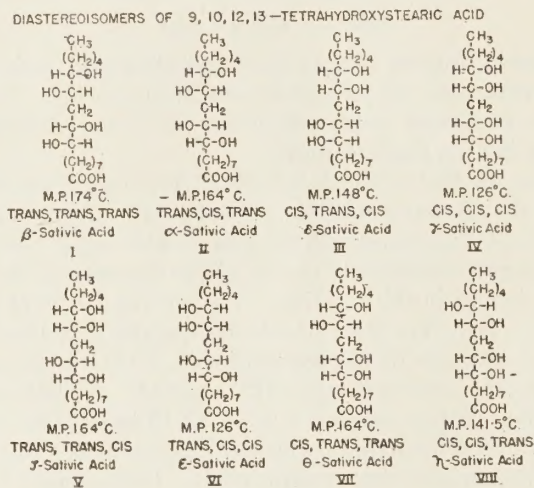 DIASTEREOISOMERS OF 9, 10, 12, 13-TETRAHYDROXYSTEARIC ACID
CH₃
(CH₂)₄
H-C-OH
HO-C-H
CH₂
H-C-OH
HO-C-H
(CH₂)₇
COOH
M.P. 174°C.
TRANS, TRANS, TRANS
β-Sativic Acid
I
CH₃
(CH₂)₄
H-C-OH
HO-C-H
CH₂
HO-C-H
H-C-OH
(CH₂)₇
COOH
M.P. 164°C.
TRANS, CIS, TRANS
α-Sativic Acid
II
CH₃
(CH₂)₄
H-C-OH
H-C-OH
CH₂
HO-C-H
HO-C-H
(CH₂)₇
COOH
M.P. 148°C.
CIS, TRANS, CIS
δ-Sativic Acid
III
CH₃
(CH₂)₄
H-C-OH
H-C-OH
CH₂
H-C-OH
H-C-OH
(CH₂)₇
COOH
M.P. 126°C.
CIS, CIS, CIS
γ-Sativic Acid
IV
CH₃
(CH₂)₄
H-C-OH
H-C-OH
CH₂
HO-C-H
H-C-OH
(CH₂)₇
COOH
M.P. 164°C.
TRANS, TRANS, CIS
Sativic Acid
V
CH₃
(CH₂)₄
HO-C-H
HO-C-H
CH₂
HO-C-H
H-C-OH
(CH₂)₇
COOH
M.P. 126°C.
TRANS, CIS, CIS
ε-Sativic Acid
VI
CH₃
(CH₂)₄
H-C-OH
HO-C-H
CH₂
H-C-OH
H-C-OH
(CH₂)₇
COOH
M.P. 164°C.
CIS, TRANS, TRANS
θ-Sativic Acid
VII
CH₃
(CH₂)₄
HO-C-H
H-C-OH
CH₂
H-C-OH
H-C-OH
(CH₂)₇
COOH
M.P. 141·5°C.
CIS, CIS, TRANS
η-Sativic Acid
VIII